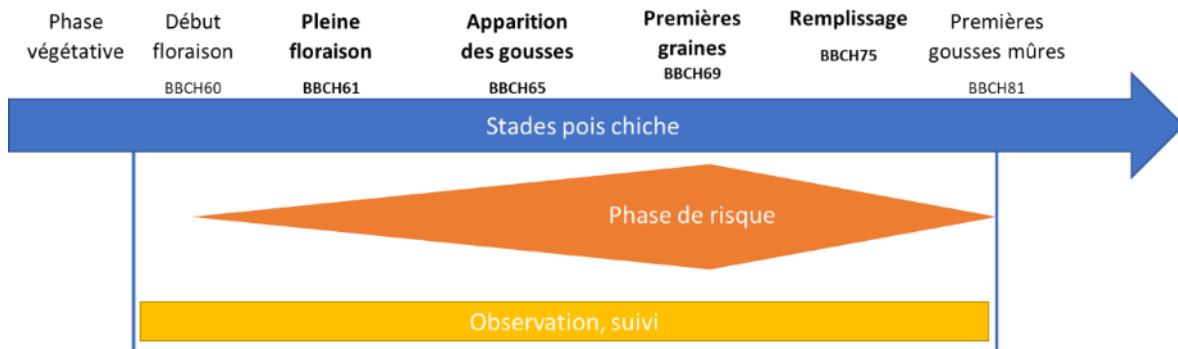 Phase
végétative
Début
floraison
BBCH60
Pleine
floraison
BBCH61
Apparition
des gousses
BBCH65
Premières
graines
BBCH69
Remplissage
BBCH75
Premières
gousses mûres
BBCH81
Stades pois chiche
Phase de risque
Observation, suivi